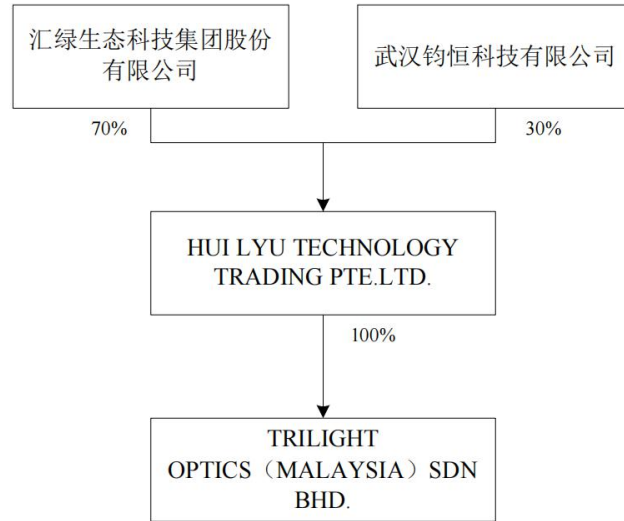 汇绿生态科技集团股份
有限公司
武汉钧恒科技有限公司
70%
30%
HUI LYU TECHNOLOGY
TRADING PTE.LTD.
100%
TRILIGHT
OPTICS（MALAYSIA）SDN
BHD.